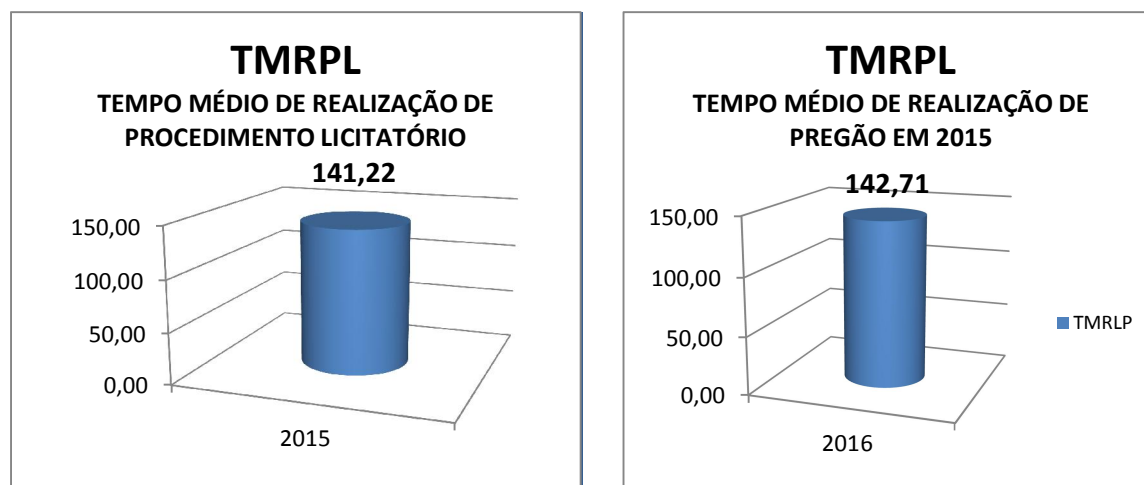 TMRPL
TEMPO MÉDIO DE REALIZAÇÃO DE
PROCEDIMENTO LICITATÓRIO
141,22
150,00
100,00
50,00
0,00
2015
TMRPL
TEMPO MÉDIO DE REALIZAÇÃO DE
PREGÃO EM 2015
142,71
150,00
100,00
50,00
0,00
2016
TMRLP